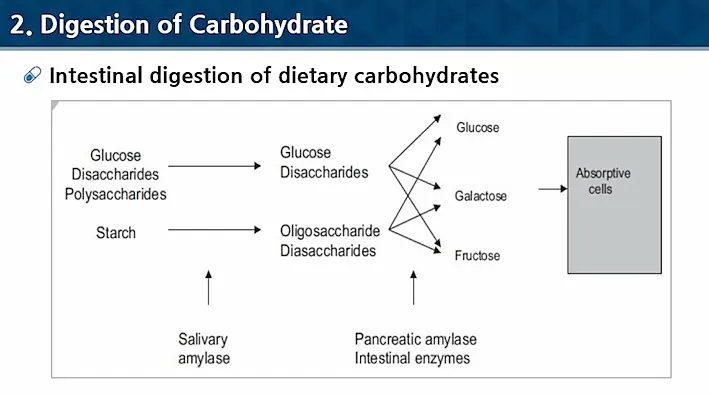 2. Digestion of Carbohydrate
Intestinal digestion of dietary carbohydrates
Glucose
Disaccharides
Polysaccharides
Starch
Glucose
Disaccharides
Oligosaccharide
Diasaccharides
Glucose
Galactose
Fructose
Absorptive
cells
Salivary
amylase
Pancreatic amylase
Intestinal enzymes